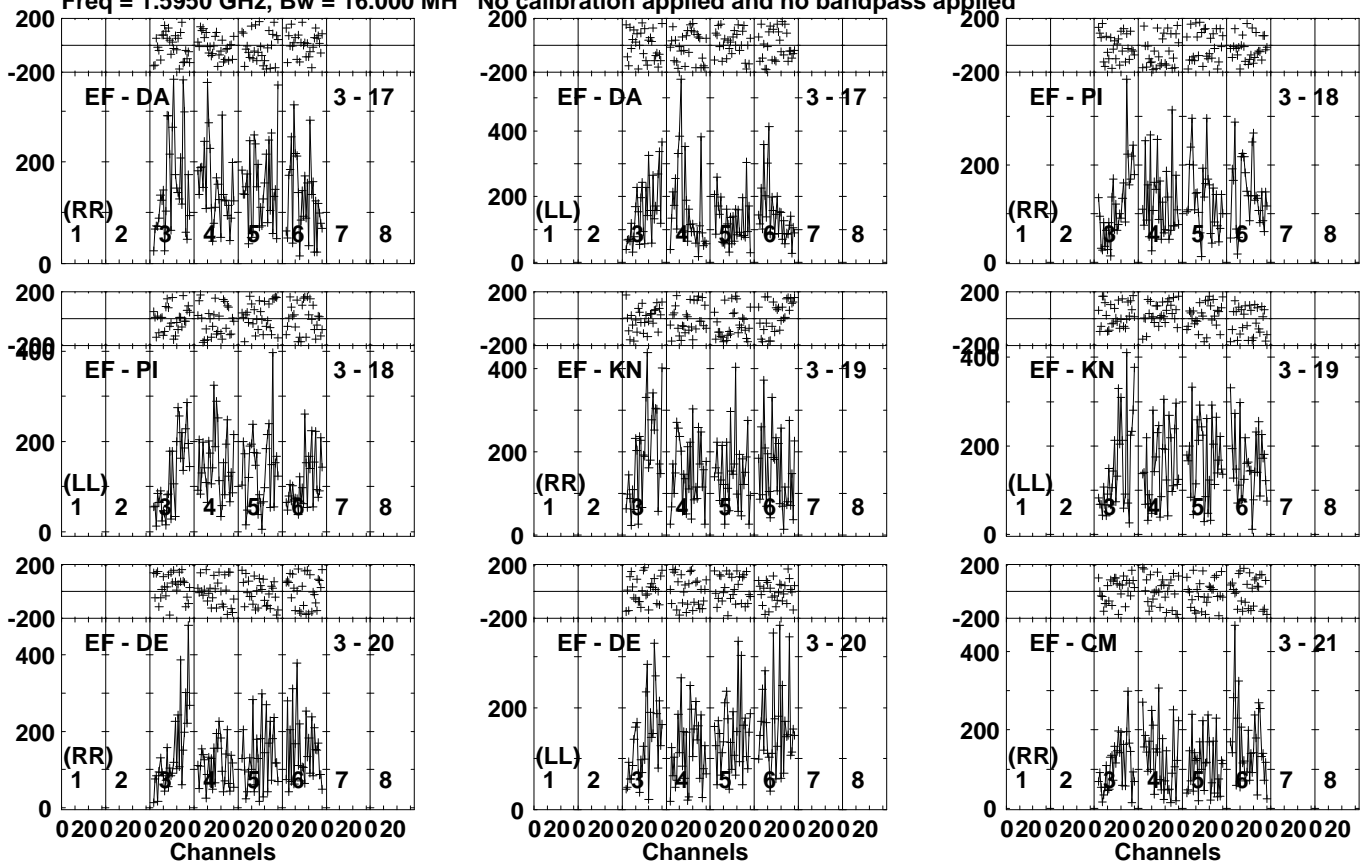 Freq = 1.5950 GHz, Bw = 16.000 MH No calibration applied and no bandpass applied
200
-200
EF - DA 3 - 17
200
(RR)
1 2 3 4 5 6 7 8
0
200
-200
EF - DA 3 - 17
400
200
(LL)
1 2 3 4 5 6 7 8
0
200
-200
EF - PI 3 - 18
200
(RR)
1 2 3 4 5 6 7 8
0
200
-200
400
EF - PI 3 - 18
200
(LL)
1 2 3 4 5 6 7 8
0
200
-200
400
EF - KN 3 - 19
200
(RR)
1 2 3 4 5 6 7 8
0
200
-200
400
EF - KN 3 - 19
200
(LL)
1 2 3 4 5 6 7 8
0
200
-200
EF - DE 3 - 20
400
200
(RR)
1 2 3 4 5 6 7 8
0
0 20 0 20 0 20 0 20 0 20 0 20 0 20 0 20
Channels
200
-200
EF - DE 3 - 20
400
200
(LL)
1 2 3 4 5 6 7 8
0
0 20 0 20 0 20 0 20 0 20 0 20 0 20 0 20
Channels
200
-200
EF - CM 3 - 21
400
200
(RR)
1 2 3 4 5 6 7 8
0
0 20 0 20 0 20 0 20 0 20 0 20 0 20 0 20
Channels